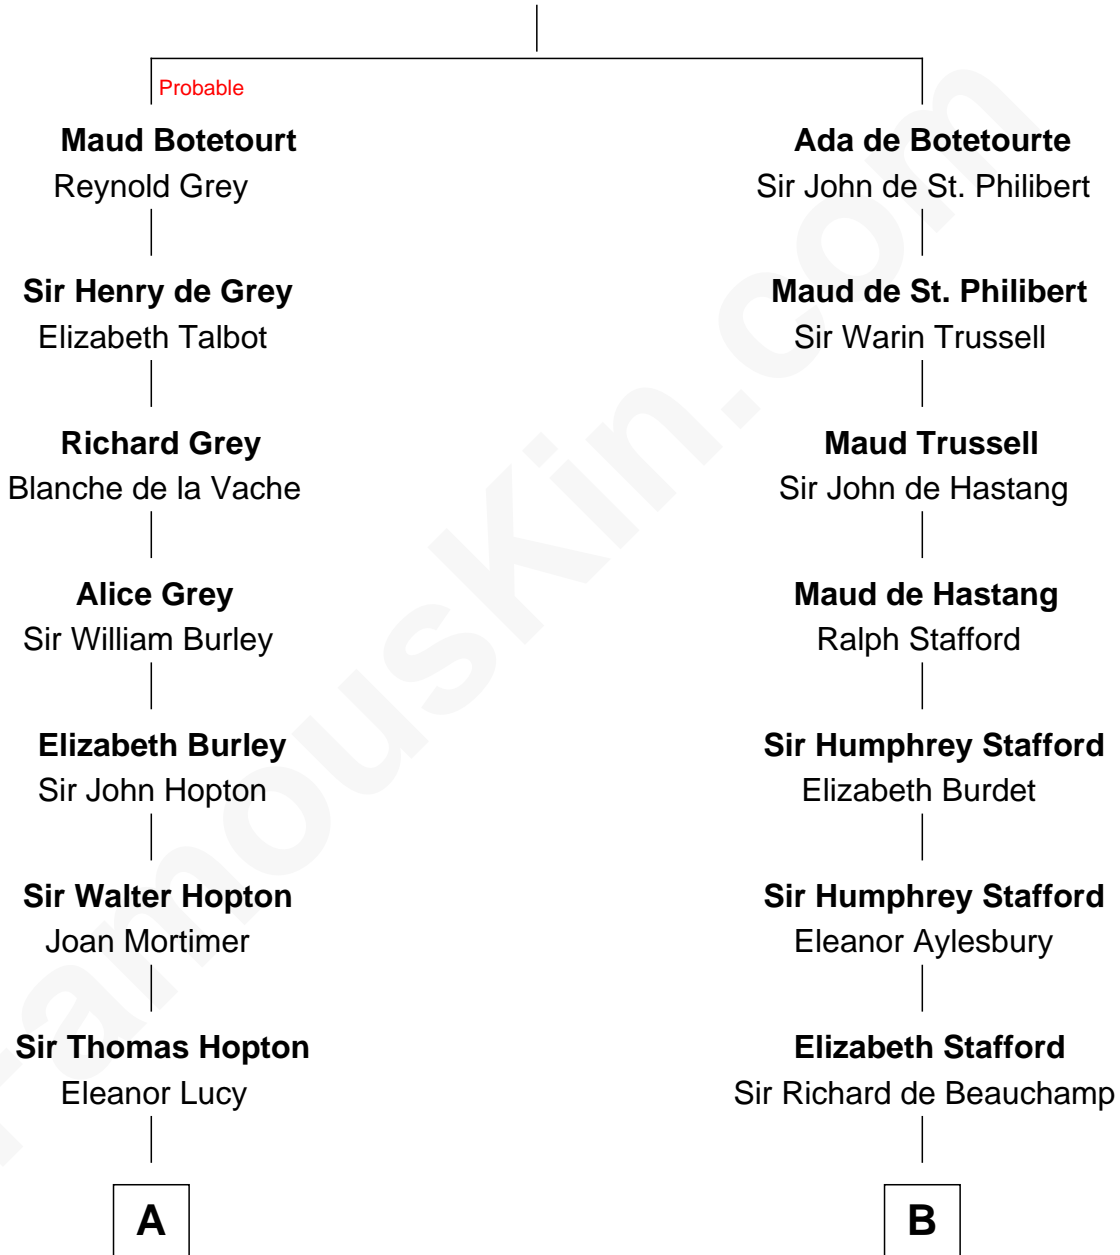 Probable
Maud Botetourt
Reynold Grey
Sir Henry de Grey
Elizabeth Talbot
Richard Grey
Blanche de la Vache
Alice Grey
Sir William Burley
Elizabeth Burley
Sir John Hopton
Sir Walter Hopton
Joan Mortimer
Sir Thomas Hopton
Eleanor Lucy
A
Ada de Botetourte
Sir John de St. Philibert
Maud de St. Philibert
Sir Warin Trussell
Maud Trussell
Sir John de Hastang
Maud de Hastang
Ralph Stafford
Sir Humphrey Stafford
Elizabeth Burdet
Sir Humphrey Stafford
Eleanor Aylesbury
Elizabeth Stafford
Sir Richard de Beauchamp
B
FamousKin.com